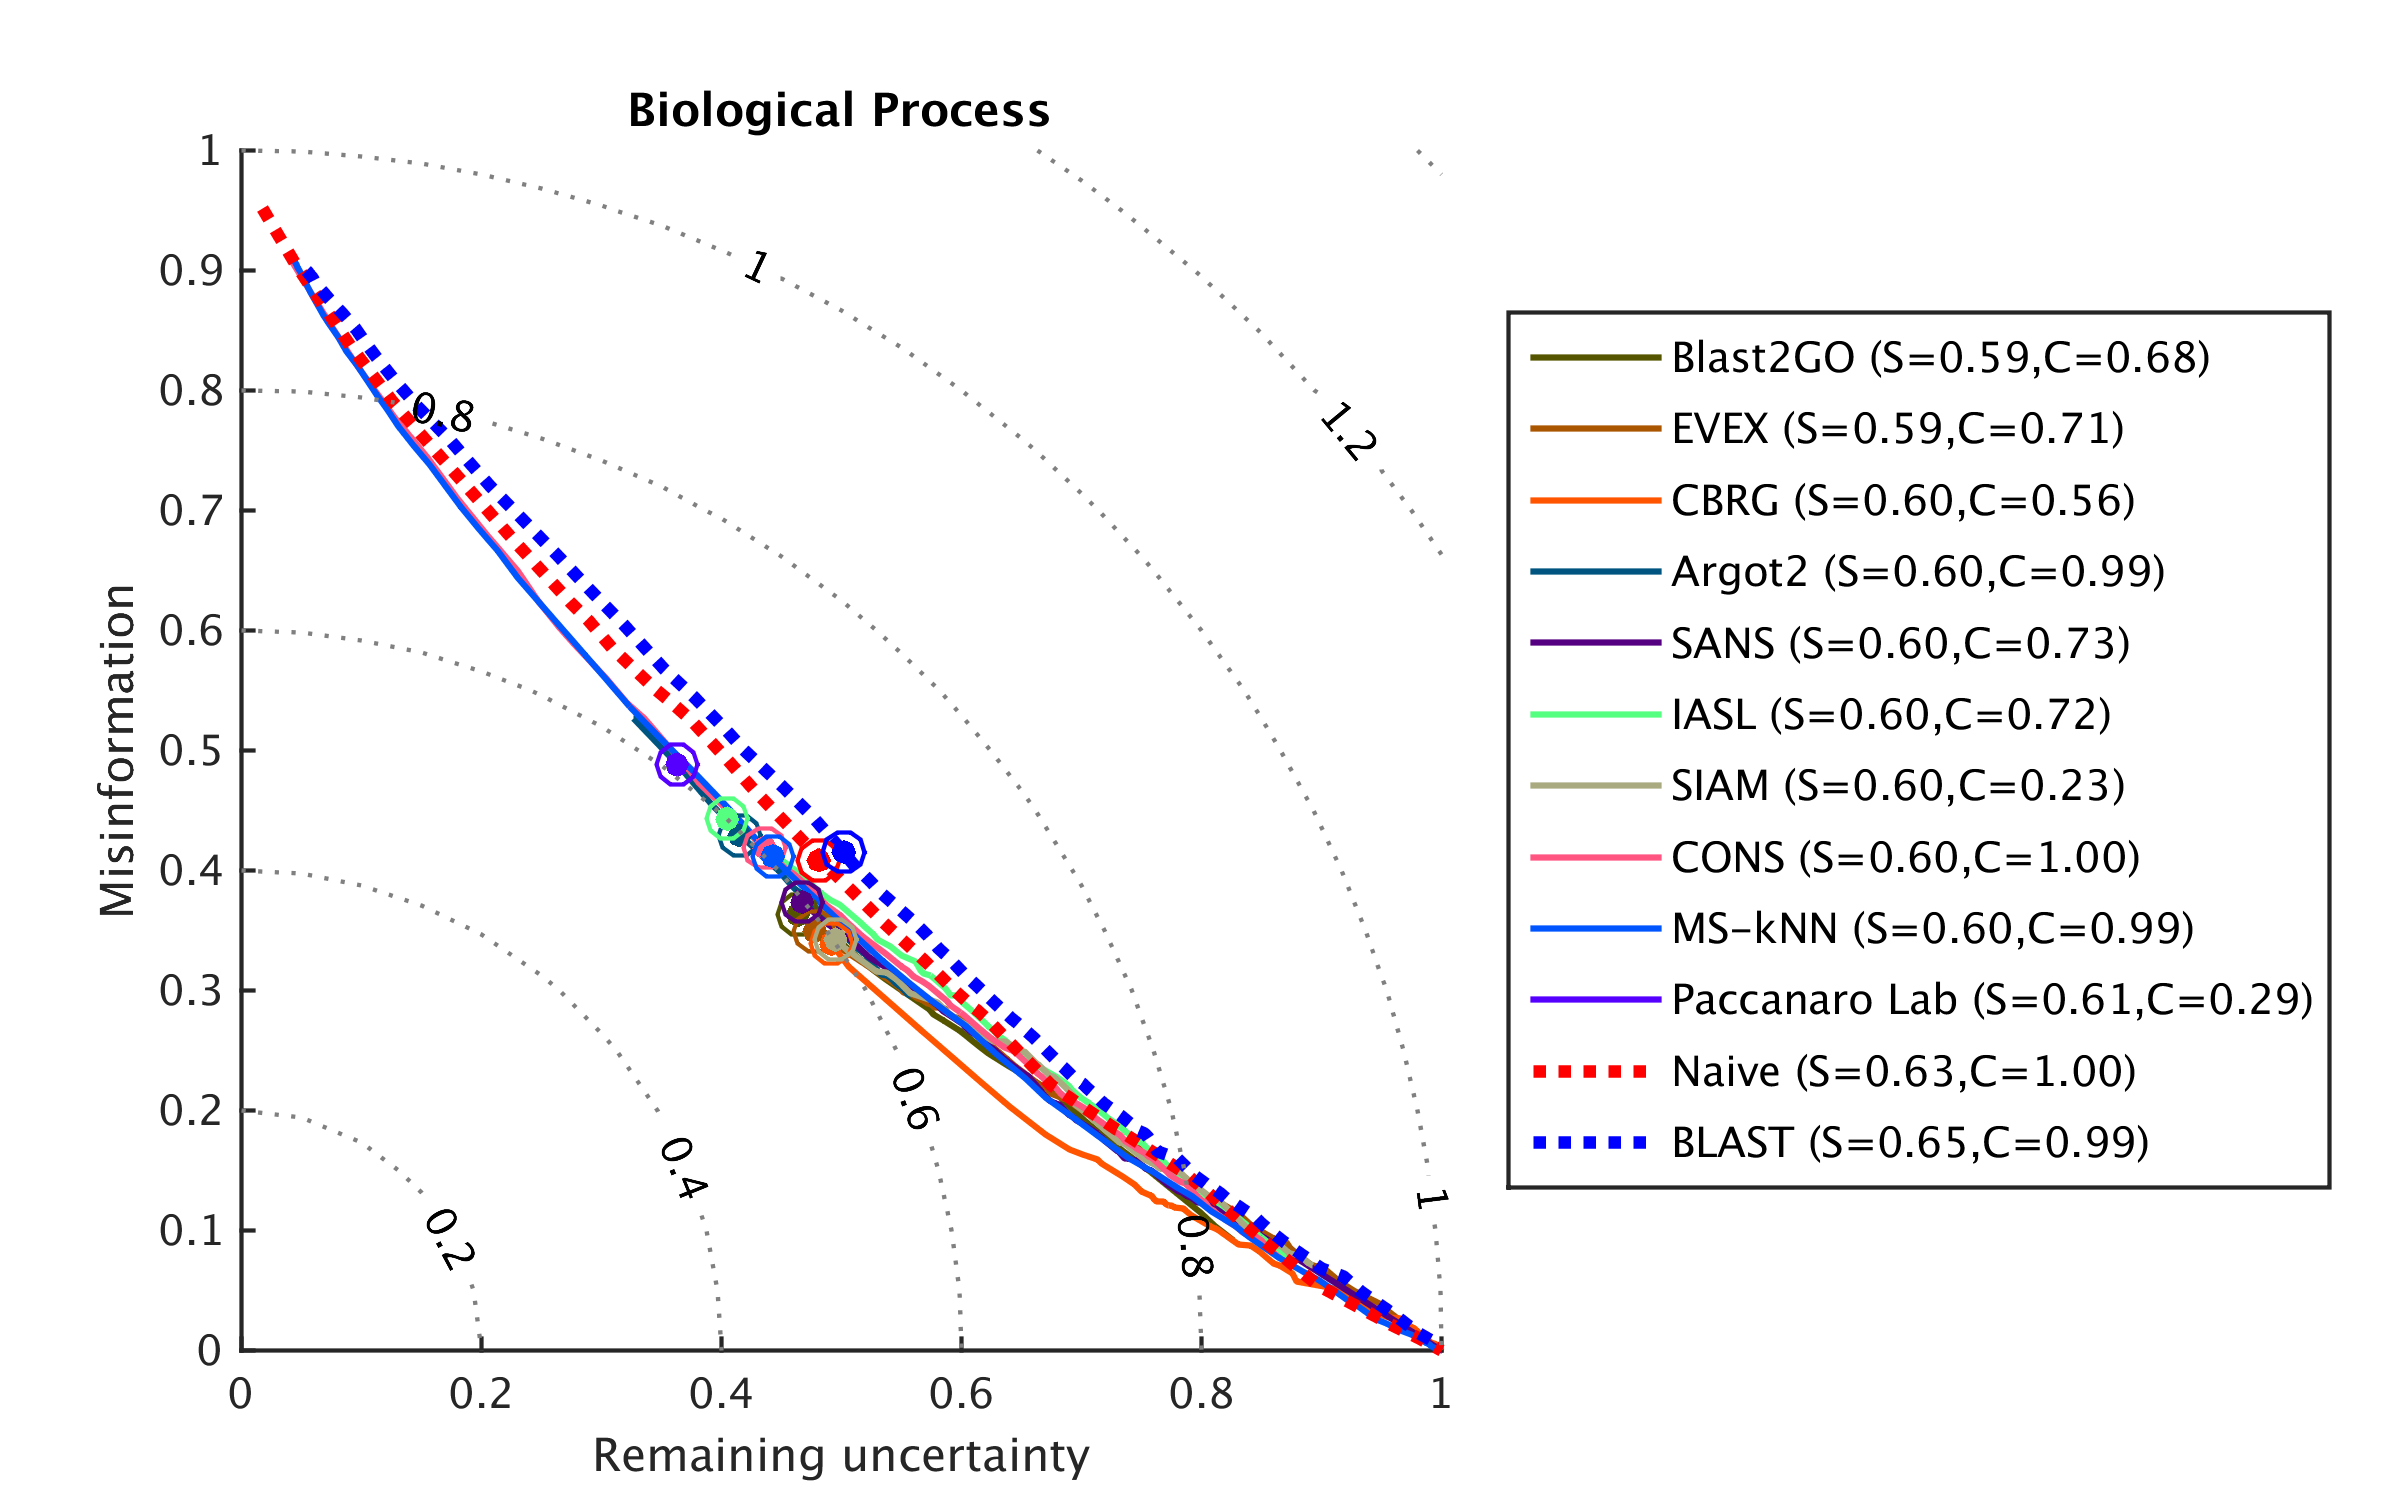 Biological Process
1
0.9
0.8
0.7
0.6
0.5
0.4
0.3
0.2
0.1
0
Misinformation
0 0.2 0.4 0.6 0.8 1
Remaining uncertainty
1
0.8
1.2
0.6
0.4
0.2
0.8
1
Blast2GO (S=0.59,C=0.68)
EVEX (S=0.59,C=0.71)
CBRG (S=0.60,C=0.56)
Argot2 (S=0.60,C=0.99)
SANS (S=0.60,C=0.73)
IASL (S=0.60,C=0.72)
SIAM (S=0.60,C=0.23)
CONS (S=0.60,C=1.00)
MS-kNN (S=0.60,C=0.99)
Paccanaro Lab (S=0.61,C=0.29)
Naive (S=0.63,C=1.00)
BLAST (S=0.65,C=0.99)